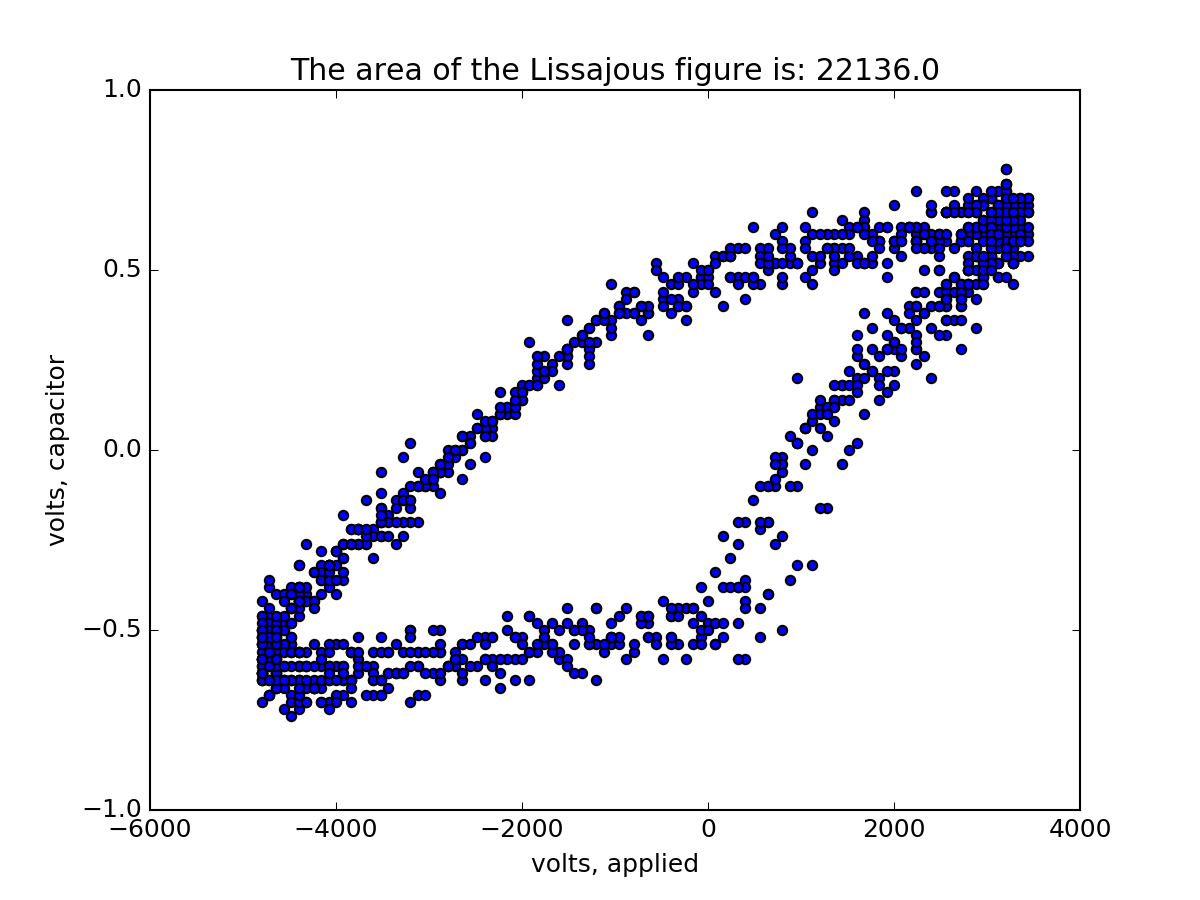 The area of the Lissajous figure is: 22136.0
1.0
0.5
0.0
−0.5
−1.0
volts, capacitor
−6000 −4000 −2000 0 2000 4000
volts, applied